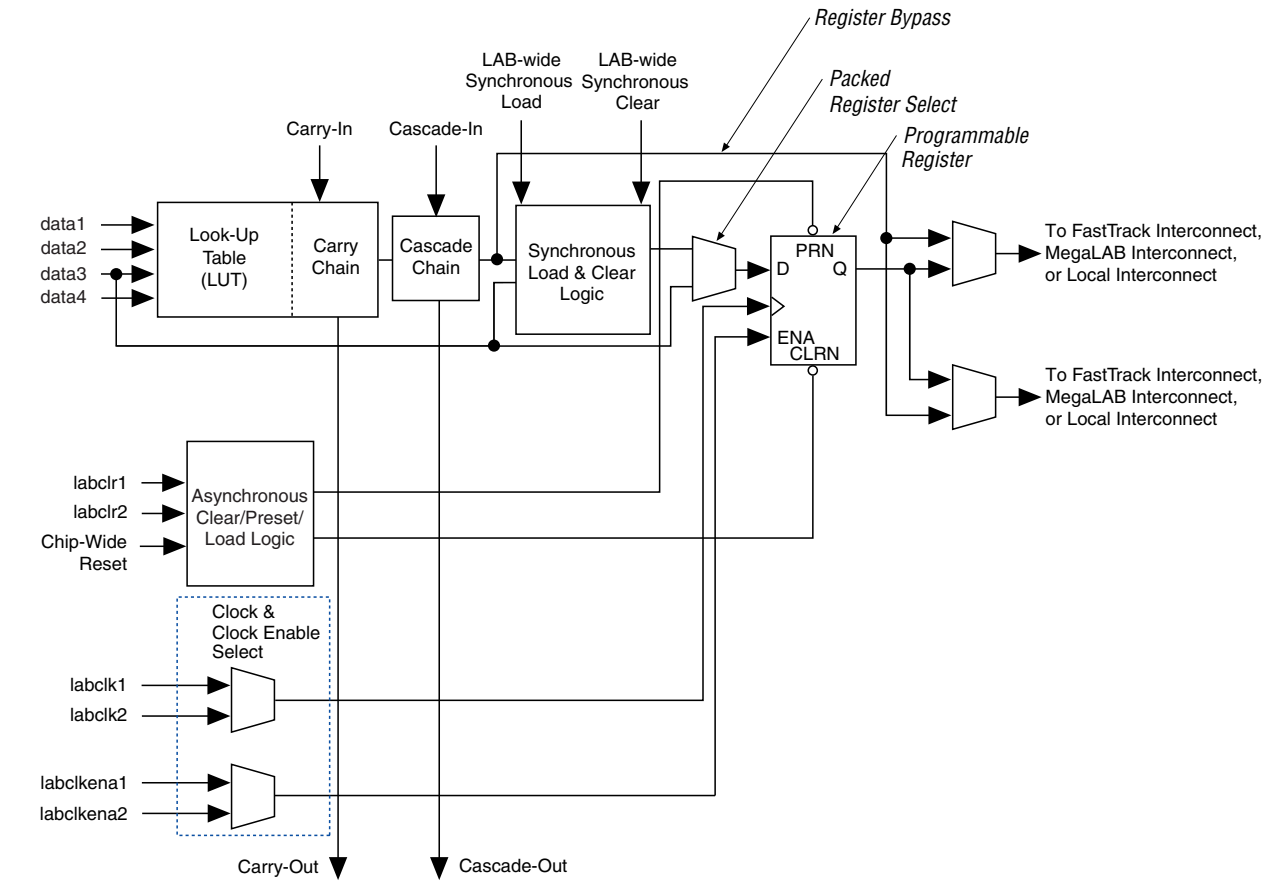 Register Bypass
LAB-wide
Synchronous
Load
LAB-wide
Synchronous
Clear
Packed
Register Select
Carry-In
Cascade-In
Programmable
Register
data1
data2
data3
data4
Look-Up
Table
(LUT)
Carry
Chain
Cascade
Chain
Synchronous
Load & Clear
Logic
PRN
D
Q
ENA
CLRN
To FastTrack Interconnect,
MegaLAB Interconnect,
or Local Interconnect
To FastTrack Interconnect,
MegaLAB Interconnect,
or Local Interconnect
labclr1
labclr2
Chip-Wide
Reset
Asynchronous
Clear/Preset/
Load Logic
Clock &
Clock Enable
Select
labclk1
labclk2
labclkena1
labclkena2
Carry-Out
Cascade-Out